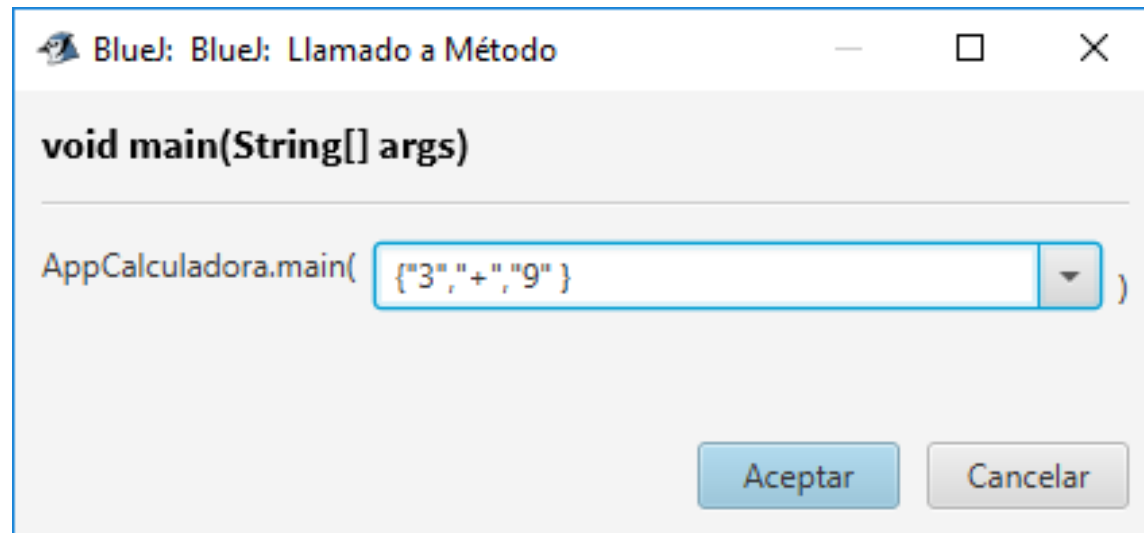 BlueJ: BlueJ: Llamado a Método
void main(String[] args)
AppCalculadora.main( {"3","+","9" } )
Aceptar Cancelar